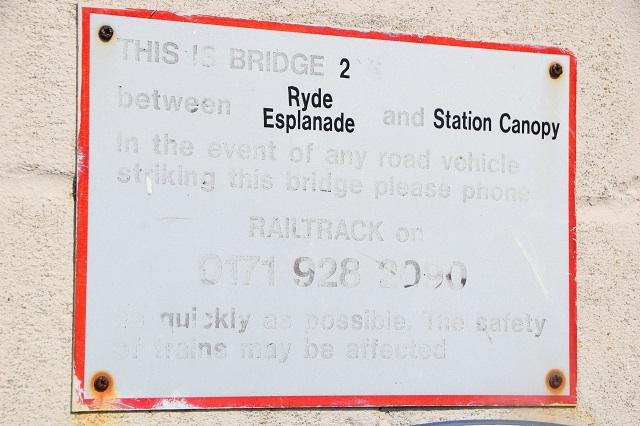 THIS IS BRIDGE 2
between Ryde Esplanade and Station Canopy
In the event of any road vehicle
striking this bridge please phone
RAILTRACK on
0171 928 2090
as quickly as possible. The safety
of trains may be affected